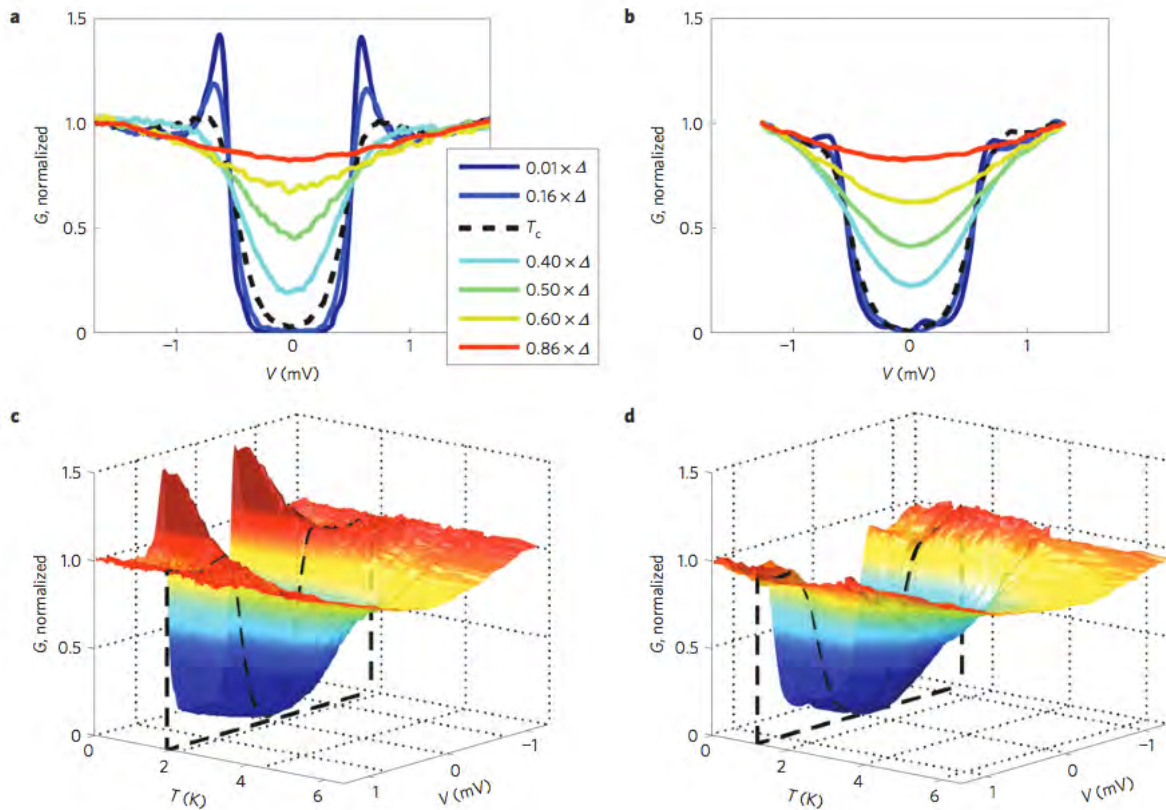 a
1.5
1.0
0.5
0
G, normalized
−1
0
1
V (mV)
0.01 × Δ
0.16 × Δ
Tc
0.40 × Δ
0.50 × Δ
0.60 × Δ
0.86 × Δ
b
1.5
1.0
0.5
0
G, normalized
−1
0
1
V (mV)
c
1.5
1.0
0.5
0
G, normalized
0
2
4
6
T (K)
1
0
−1
V (mV)
d
1.5
1.0
0.5
0
G, normalized
0
2
4
6
T (K)
1
0
−1
V (mV)